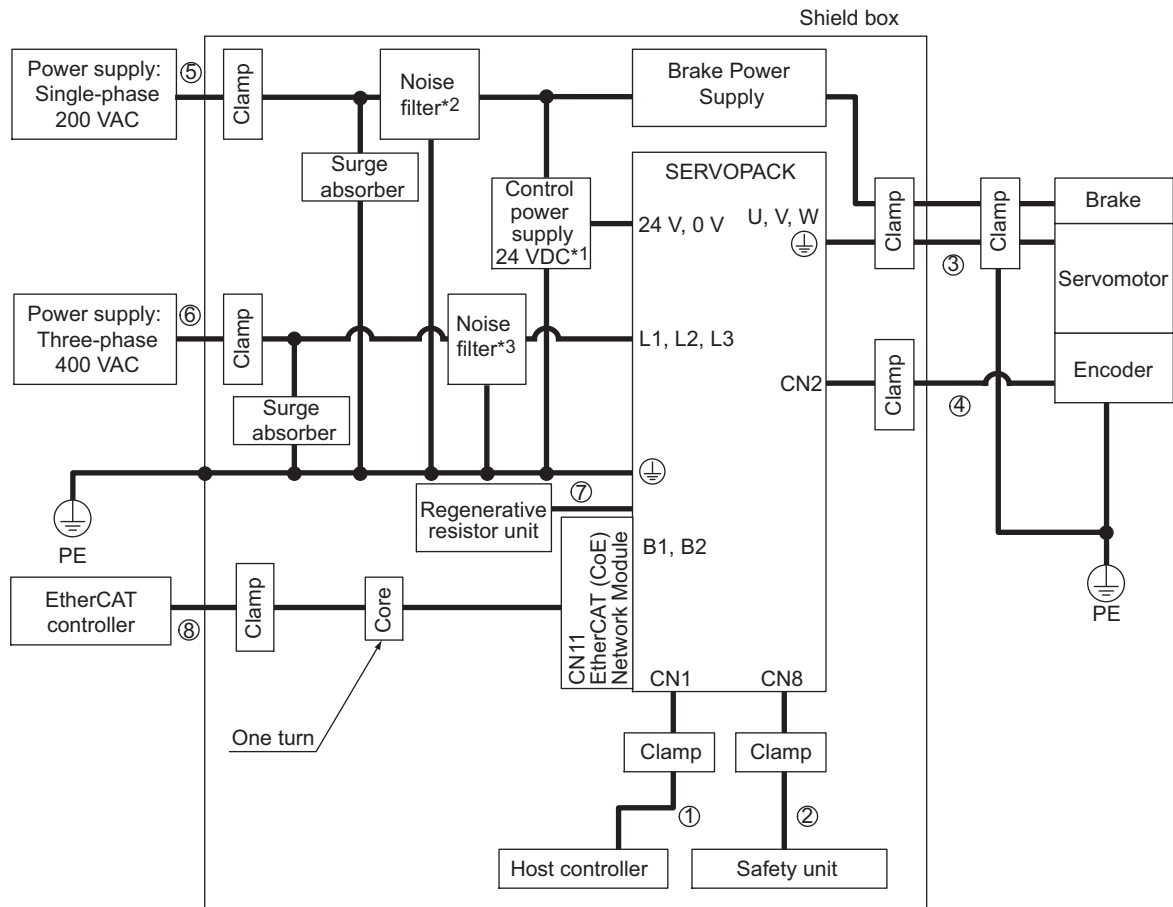 Shield box
Power supply:
Single-phase
200 VAC
⑤
Clamp
Noise
filter*2
Brake Power
Supply
Surge
absorber
Control
power
supply
24 VDC*1
SERVOPACK
24 V, 0 V
U, V, W
Clamp
Clamp
Brake
③
Servomotor
Power supply:
Three-phase
400 VAC
⑥
Clamp
Noise
filter*3
L1, L2, L3
CN2
Clamp
④
Encoder
Surge
absorber
PE
Regenerative
resistor unit
⑦
B1, B2
PE
EtherCAT
controller
⑧
Clamp
Core
CN11
EtherCAT (CoE)
Network Module
One turn
CN1
CN8
Clamp
Clamp
①
②
Host controller
Safety unit